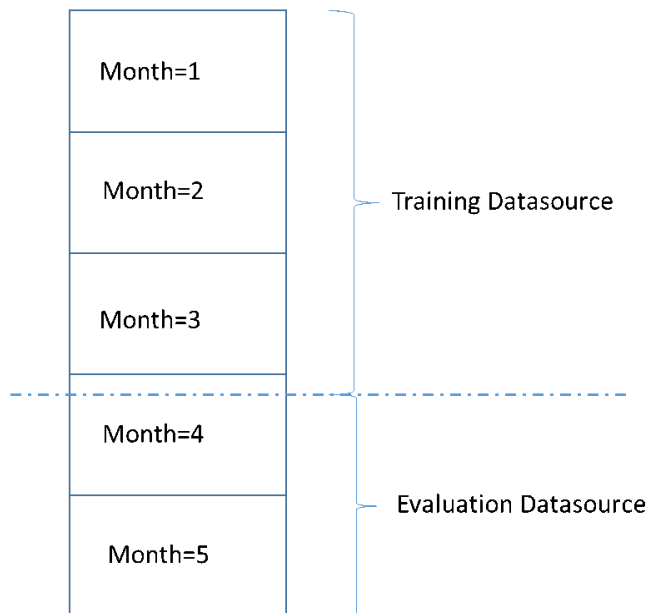 Month=1
Month=2
Training Datasource
Month=3
Month=4
Evaluation Datasource
Month=5